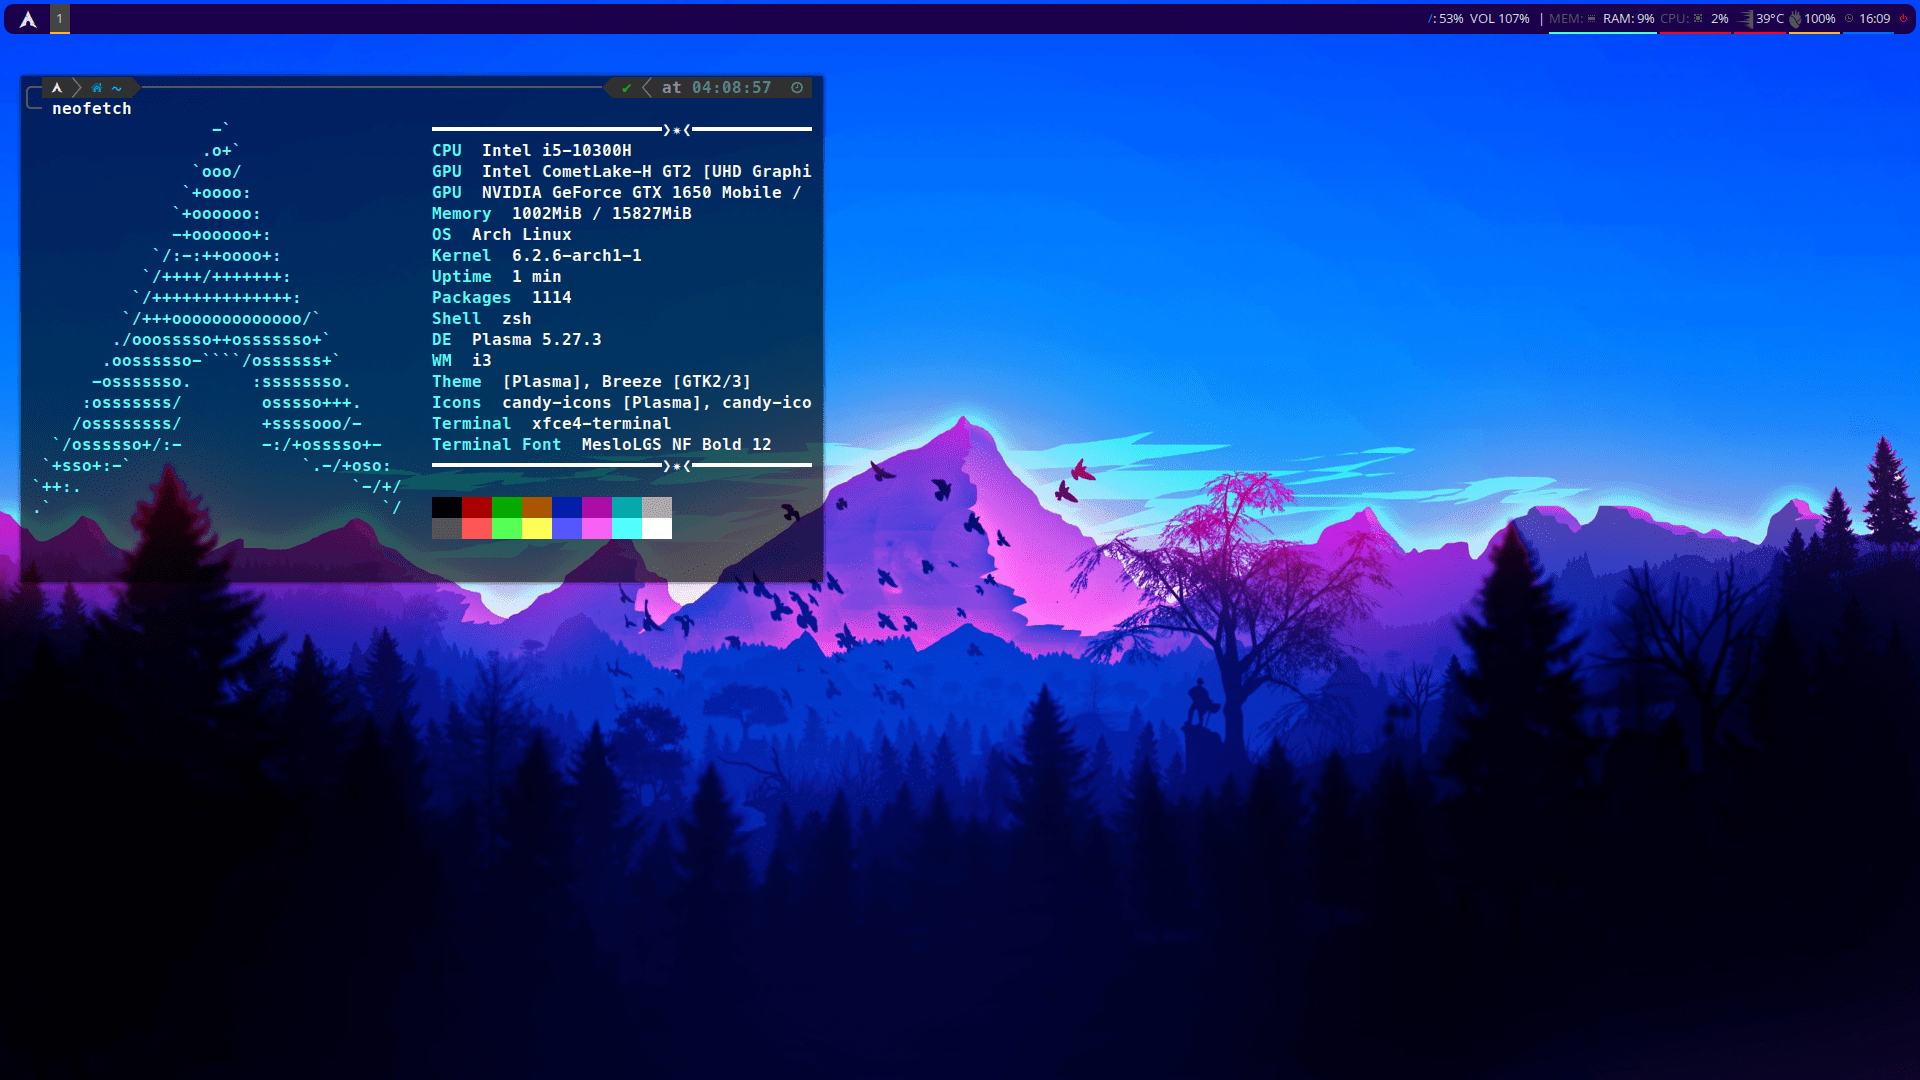 1
/: 53% VOL 107% | MEM: RAM: 9% CPU: 2% 39°C 100% 16:09
~ ✔ at 04:08:57
neofetch
-`
.o+`
`ooo/
`+oooo:
`+oooooo:
-+oooooo+:
`/:-:++oooo+:
`/++++/+++++++:
`/++++++++++++++:
`/+++ooooooooooooo/`
./ooosssso++osssssso+`
.oossssso-````/ossssss+`
-osssssso. :ssssssso.
:osssssss/ osssso+++.
/ossssssss/ +ssssooo/-
`/ossssso+/:- -:/+osssso+-
`+sso+:-` `.-/+oso:
`++:. `-/+/
.` `/
CPU Intel i5-10300H
GPU Intel CometLake-H GT2 [UHD Graphi
GPU NVIDIA GeForce GTX 1650 Mobile /
Memory 1002MiB / 15827MiB
OS Arch Linux
Kernel 6.2.6-arch1-1
Uptime 1 min
Packages 1114
Shell zsh
DE Plasma 5.27.3
WM i3
Theme [Plasma], Breeze [GTK2/3]
Icons candy-icons [Plasma], candy-ico
Terminal xfce4-terminal
Terminal Font MesloLGS NF Bold 12